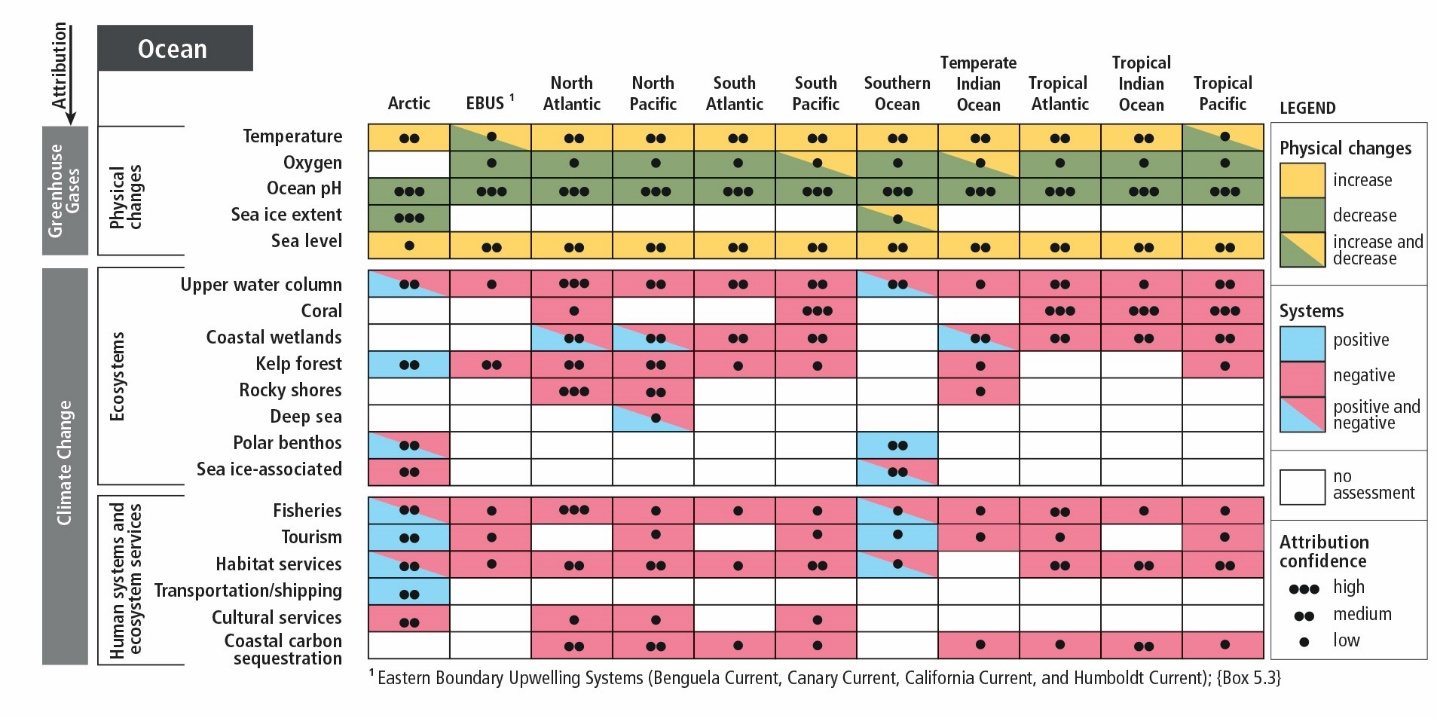 Attribution
Ocean
Arctic
EBUS ¹
North
Atlantic
North
Pacific
South
Atlantic
South
Pacific
Southern
Ocean
Temperate
Indian
Ocean
Tropical
Atlantic
Tropical
Indian
Ocean
Tropical
Pacific
Greenhouse
Gases
Physical
changes
Temperature
Oxygen
Ocean pH
Sea ice extent
Sea level
Climate Change
Ecosystems
Upper water column
Coral
Coastal wetlands
Kelp forest
Rocky shores
Deep sea
Polar benthos
Sea ice-associated
Human systems and
ecosystem services
Fisheries
Tourism
Habitat services
Transportation/shipping
Cultural services
Coastal carbon
sequestration
LEGEND
Physical changes
increase
decrease
increase and
decrease
Systems
positive
negative
positive and
negative
no
assessment
Attribution
confidence
high
medium
low
¹ Eastern Boundary Upwelling Systems (Benguela Current, Canary Current, California Current, and Humboldt Current); {Box 5.3}